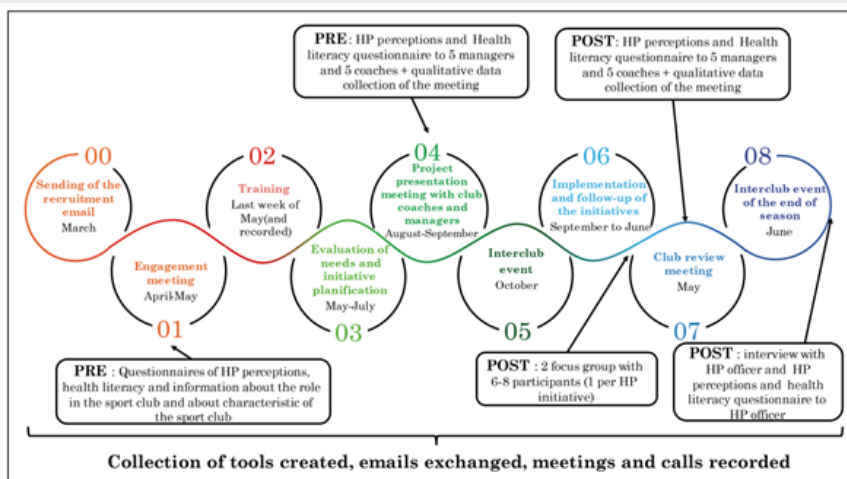 PRE: HP perceptions and Health
literacy questionnaire to 5 managers
and 5 coaches + qualitative data
collection of the meeting
POST: HP perceptions and Health
literacy questionnaire to 5 managers
and 5 coaches + qualitative data
collection of the meeting
00
Sending of the
recruitment
email
March
02
Training
Last week of
May(and
recorded)
04
Project
presentation
meeting with club
coaches and
managers
August-September
06
Implementation
and follow-up of
the initiatives
September to June
08
Interclub event
of the end of
season
June
Engagement
meeting
April-May
01
Evaluation of
needs and
initiative
planification
May-July
03
Interclub
event
October
05
Club review
meeting
May
07
PRE : Questionnaires of HP perceptions,
health literacy and information about the role
in the sport club and about characteristic of
the sport club
POST : 2 focus group with
6-8 participants (1 per HP
initiative)
POST : interview with
HP officer and HP
perceptions and health
literacy questionnaire to
HP officer
Collection of tools created, emails exchanged, meetings and calls recorded